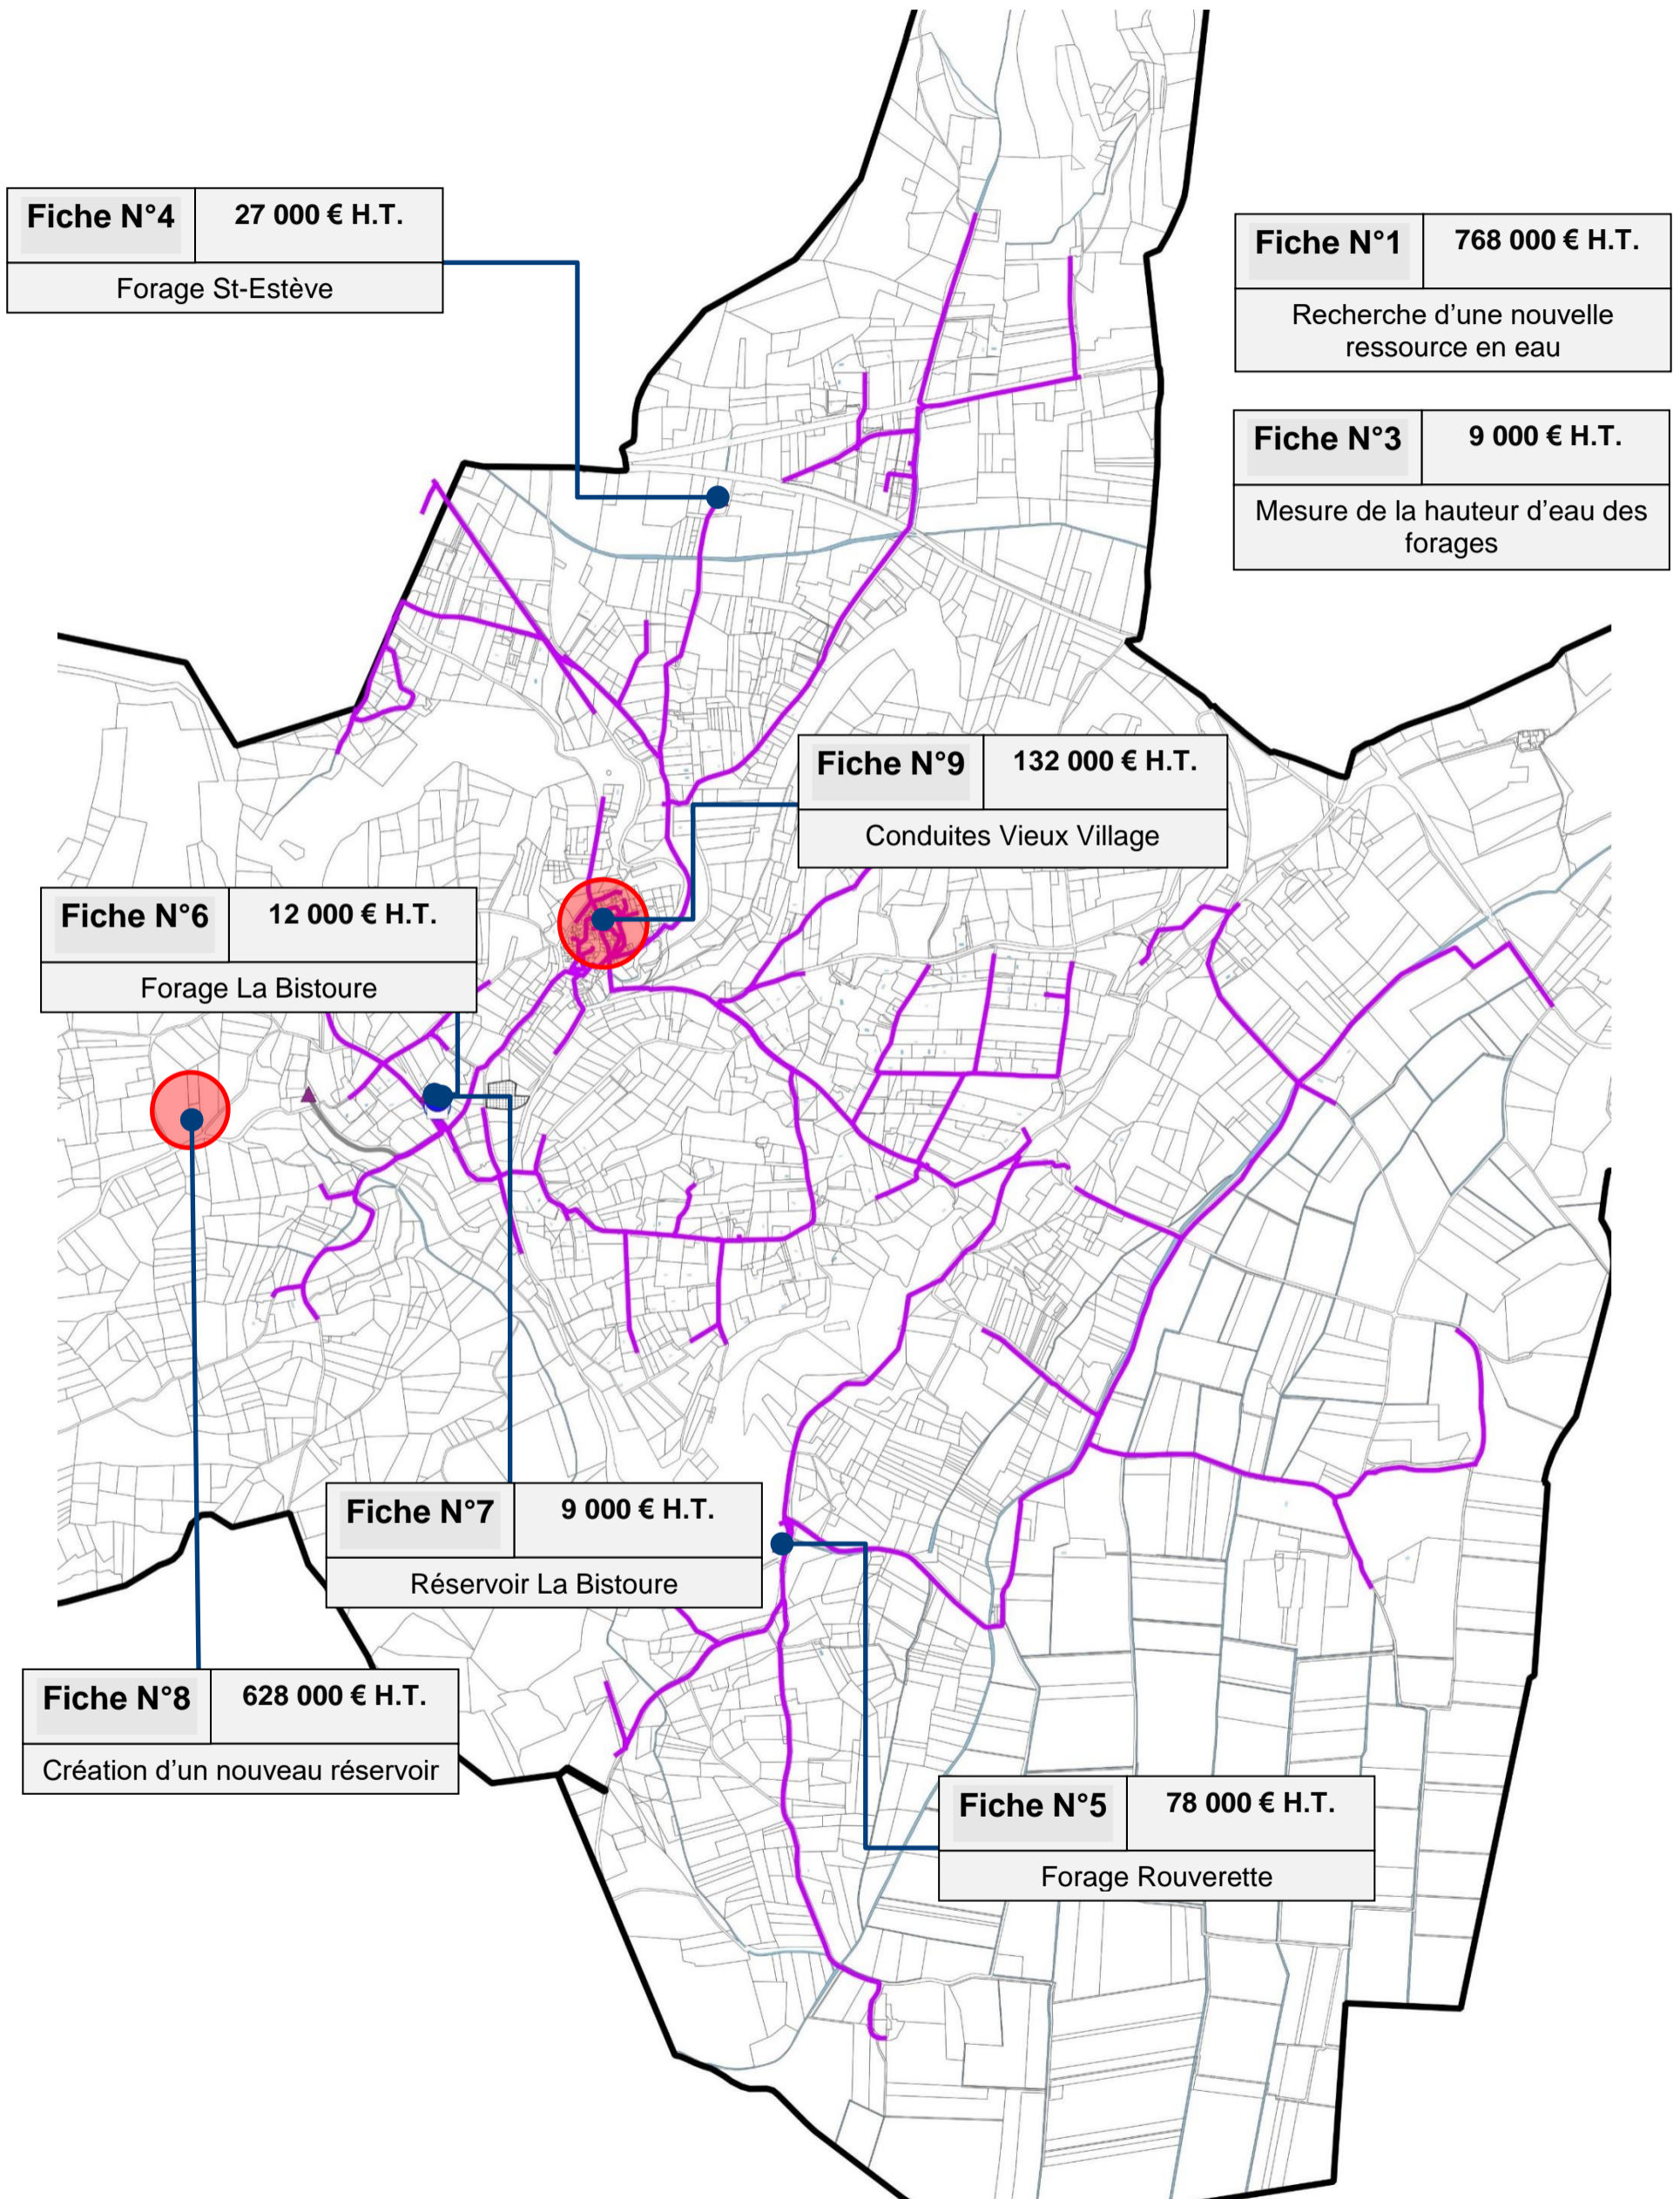 Fiche N°4
27 000 € H.T.
Forage St-Estève
Fiche N°1
768 000 € H.T.
Recherche d'une nouvelle
ressource en eau
Fiche N°3
9 000 € H.T.
Mesure de la hauteur d'eau des
forages
Fiche N°9
132 000 € H.T.
Conduites Vieux Village
Fiche N°6
12 000 € H.T.
Forage La Bistoure
Fiche N°7
9 000 € H.T.
Réservoir La Bistoure
Fiche N°8
628 000 € H.T.
Création d'un nouveau réservoir
Fiche N°5
78 000 € H.T.
Forage Rouverette